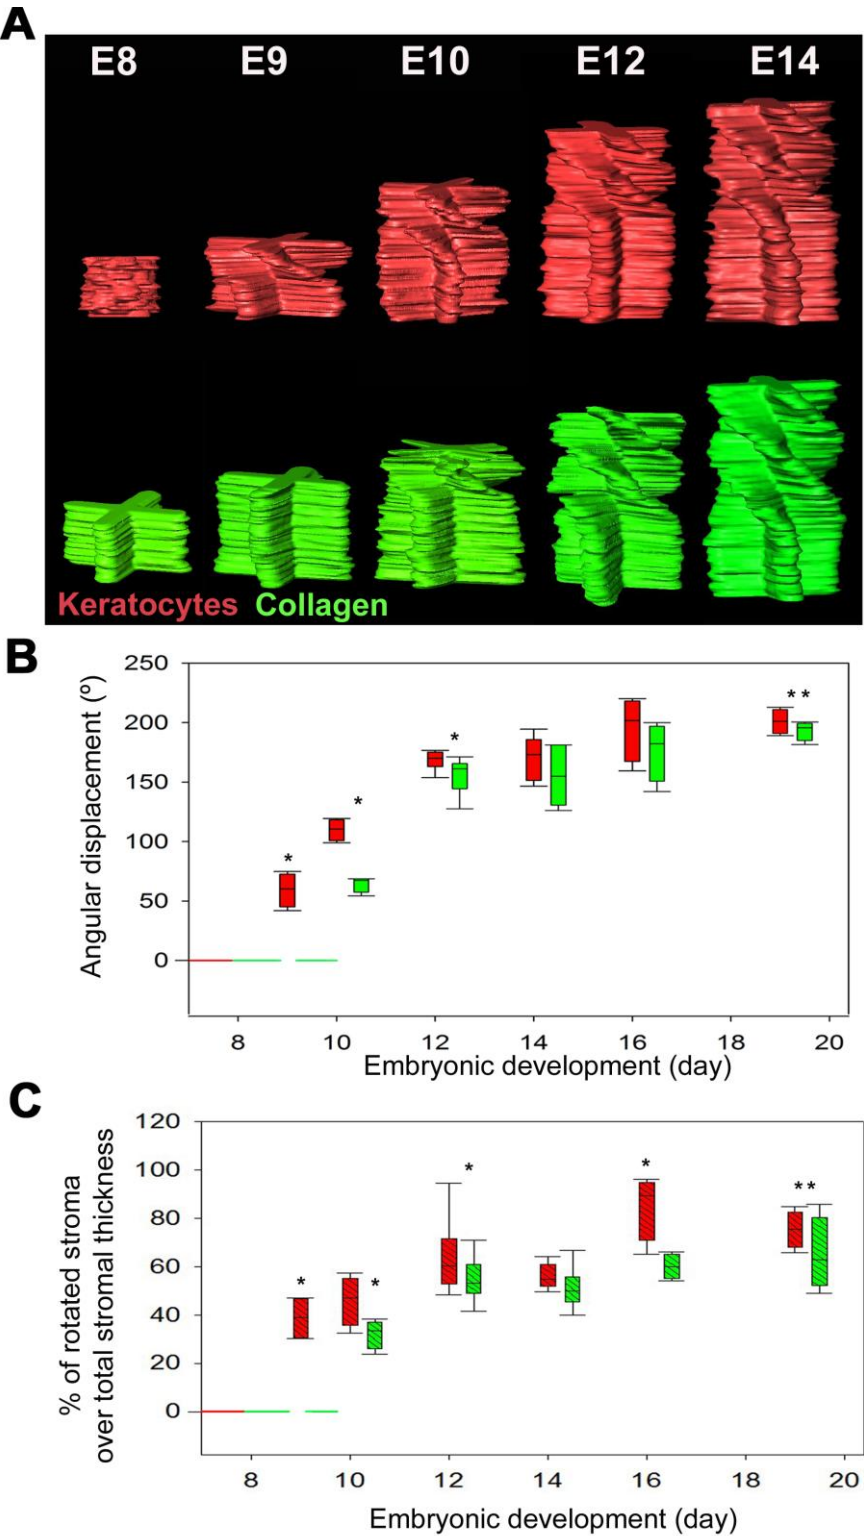 A
E8 E9 E10 E12 E14
Keratocytes Collagen
B
Angular displacement (º)
250
200
150
100
50
0
*
*
*
* *
8 10 12 14 16 18 20
Embryonic development (day)
C
% of rotated stroma
over total stromal thickness
120
100
80
60
40
20
0
*
*
*
*
* *
8 10 12 14 16 18 20
Embryonic development (day)